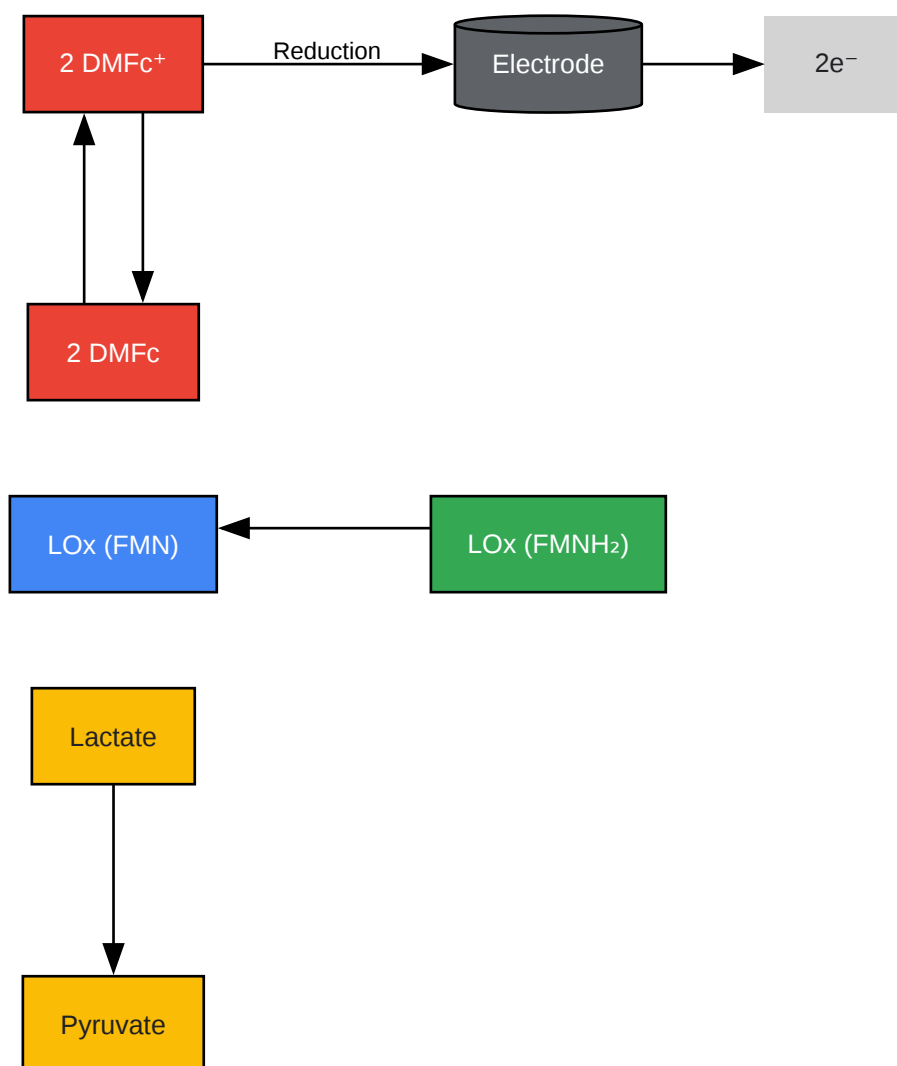 2 DMFc⁺
Reduction
Electrode
2e⁻
2 DMFc
LOx (FMN)
LOx (FMNH₂)
Lactate
Pyruvate